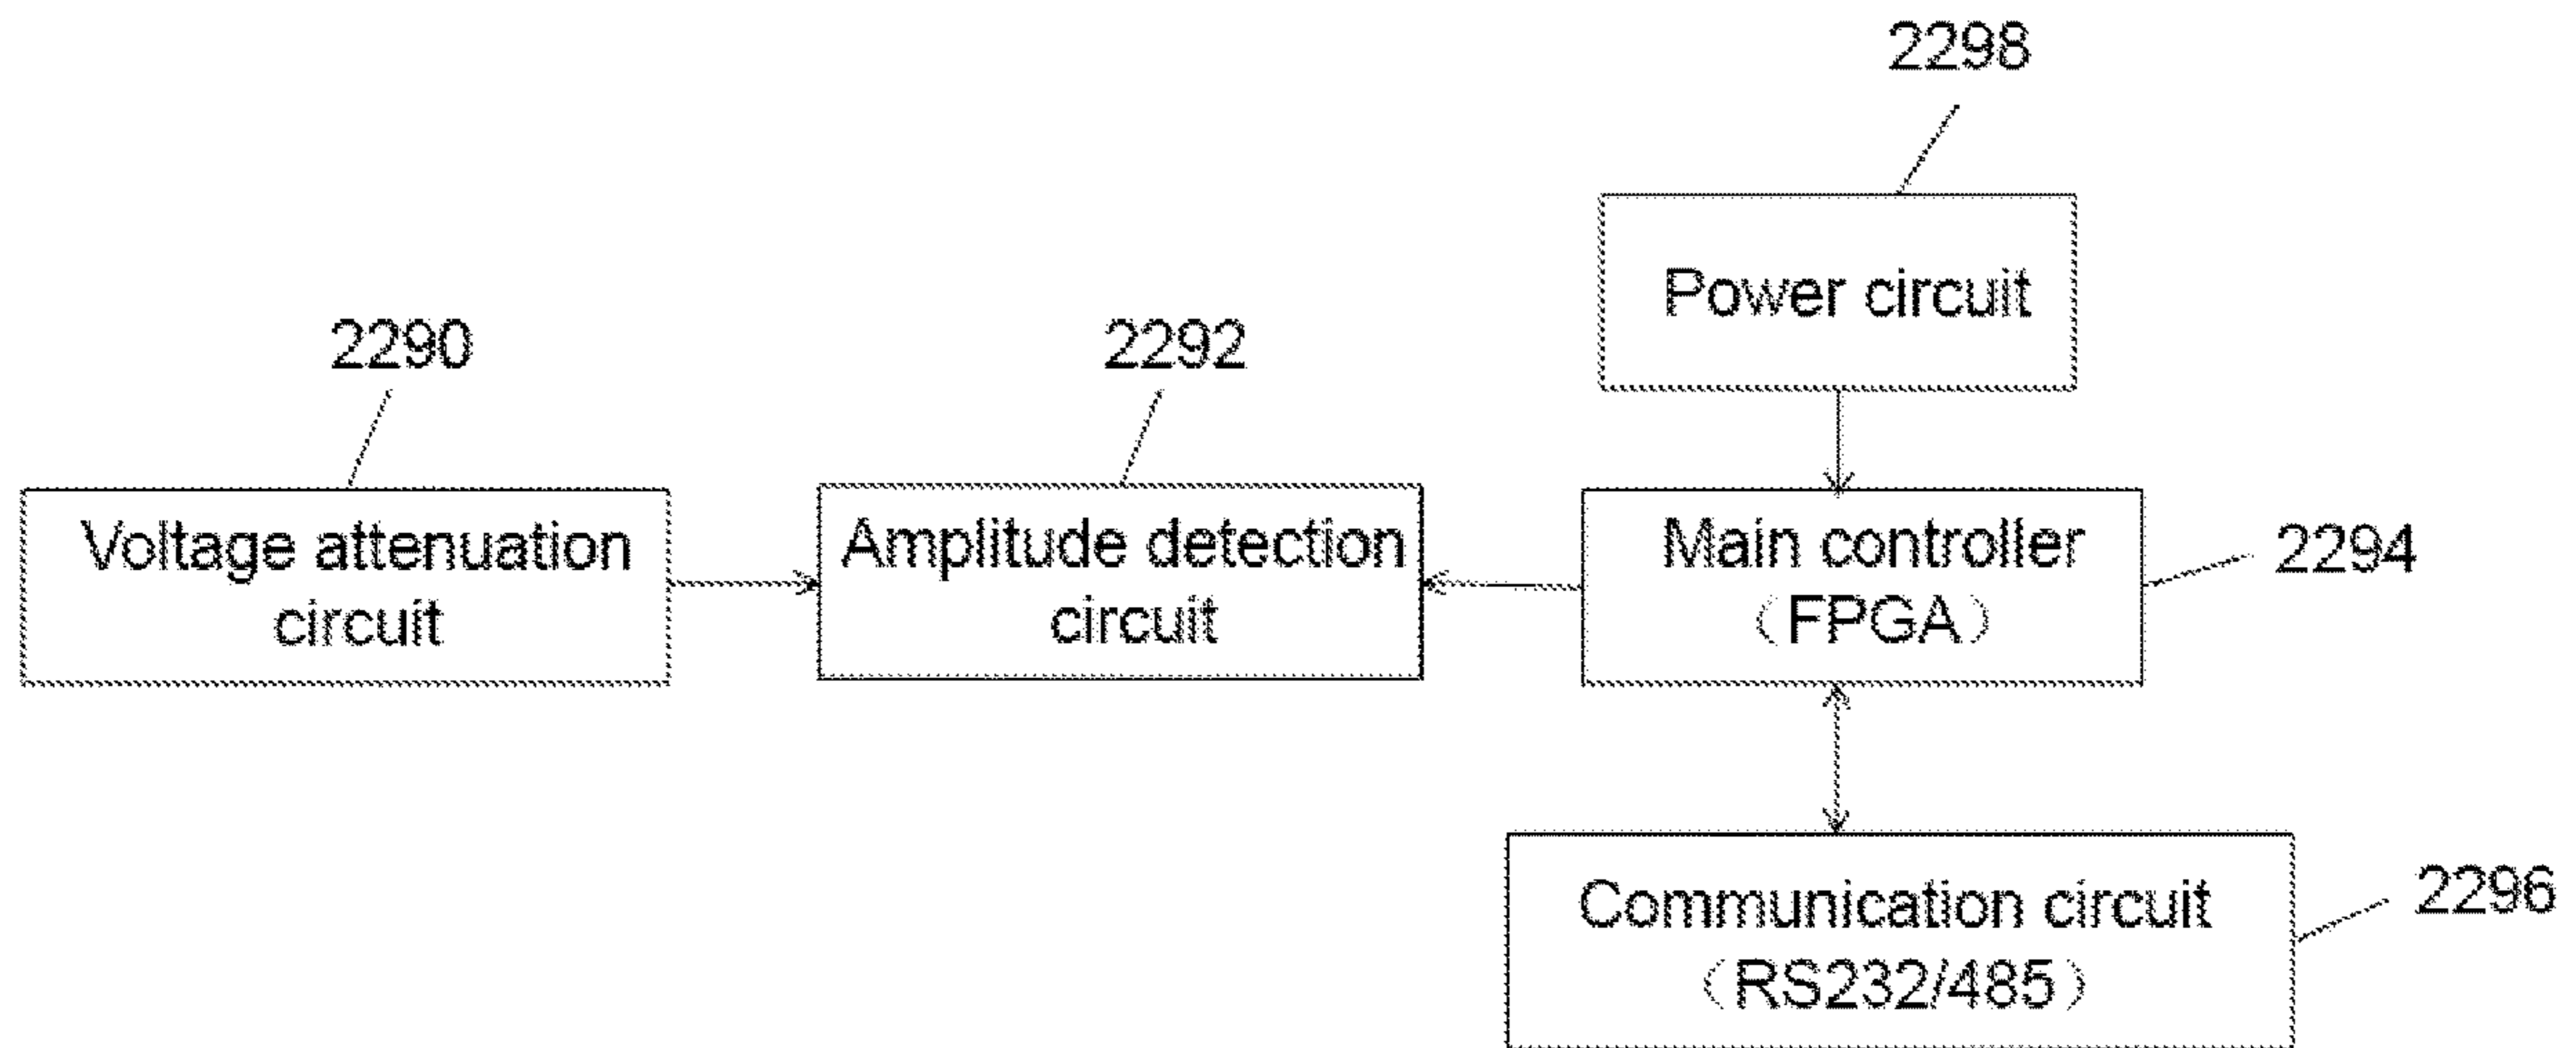 2298
Power circuit
2290
2292
Voltage attenuation
circuit
Amplitude detection
circuit
Main controller
（FPGA）
2294
Communication circuit
（RS232/485）
2296